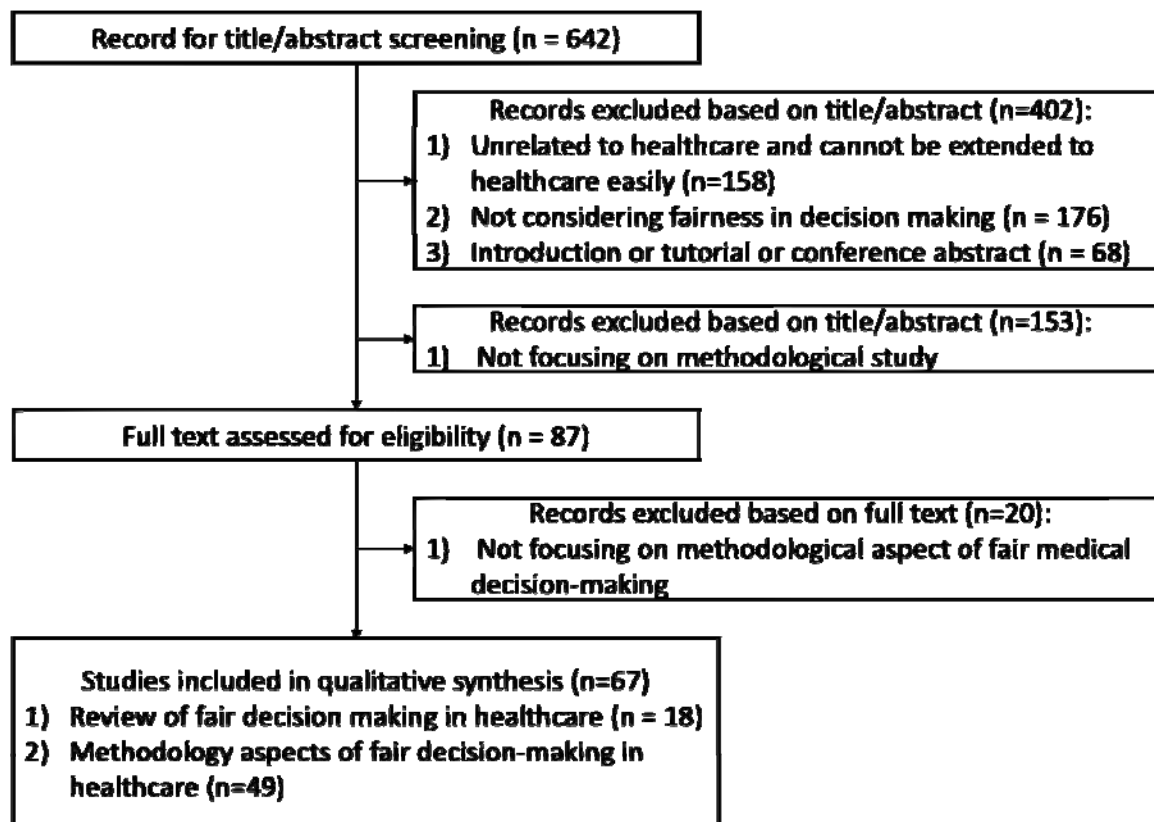 Record for title/abstract screening (n = 642)
Records excluded based on title/abstract (n=402):
1) Unrelated to healthcare and cannot be extended to
healthcare easily (n=158)
2) Not considering fairness in decision making (n = 176)
3) Introduction or tutorial or conference abstract (n = 68)
Records excluded based on title/abstract (n=153):
1) Not focusing on methodological study
Full text assessed for eligibility (n = 87)
Records excluded based on full text (n=20):
1) Not focusing on methodological aspect of fair medical
decision-making
Studies included in qualitative synthesis (n=67)
1) Review of fair decision making in healthcare (n = 18)
2) Methodology aspects of fair decision-making in
healthcare (n=49)